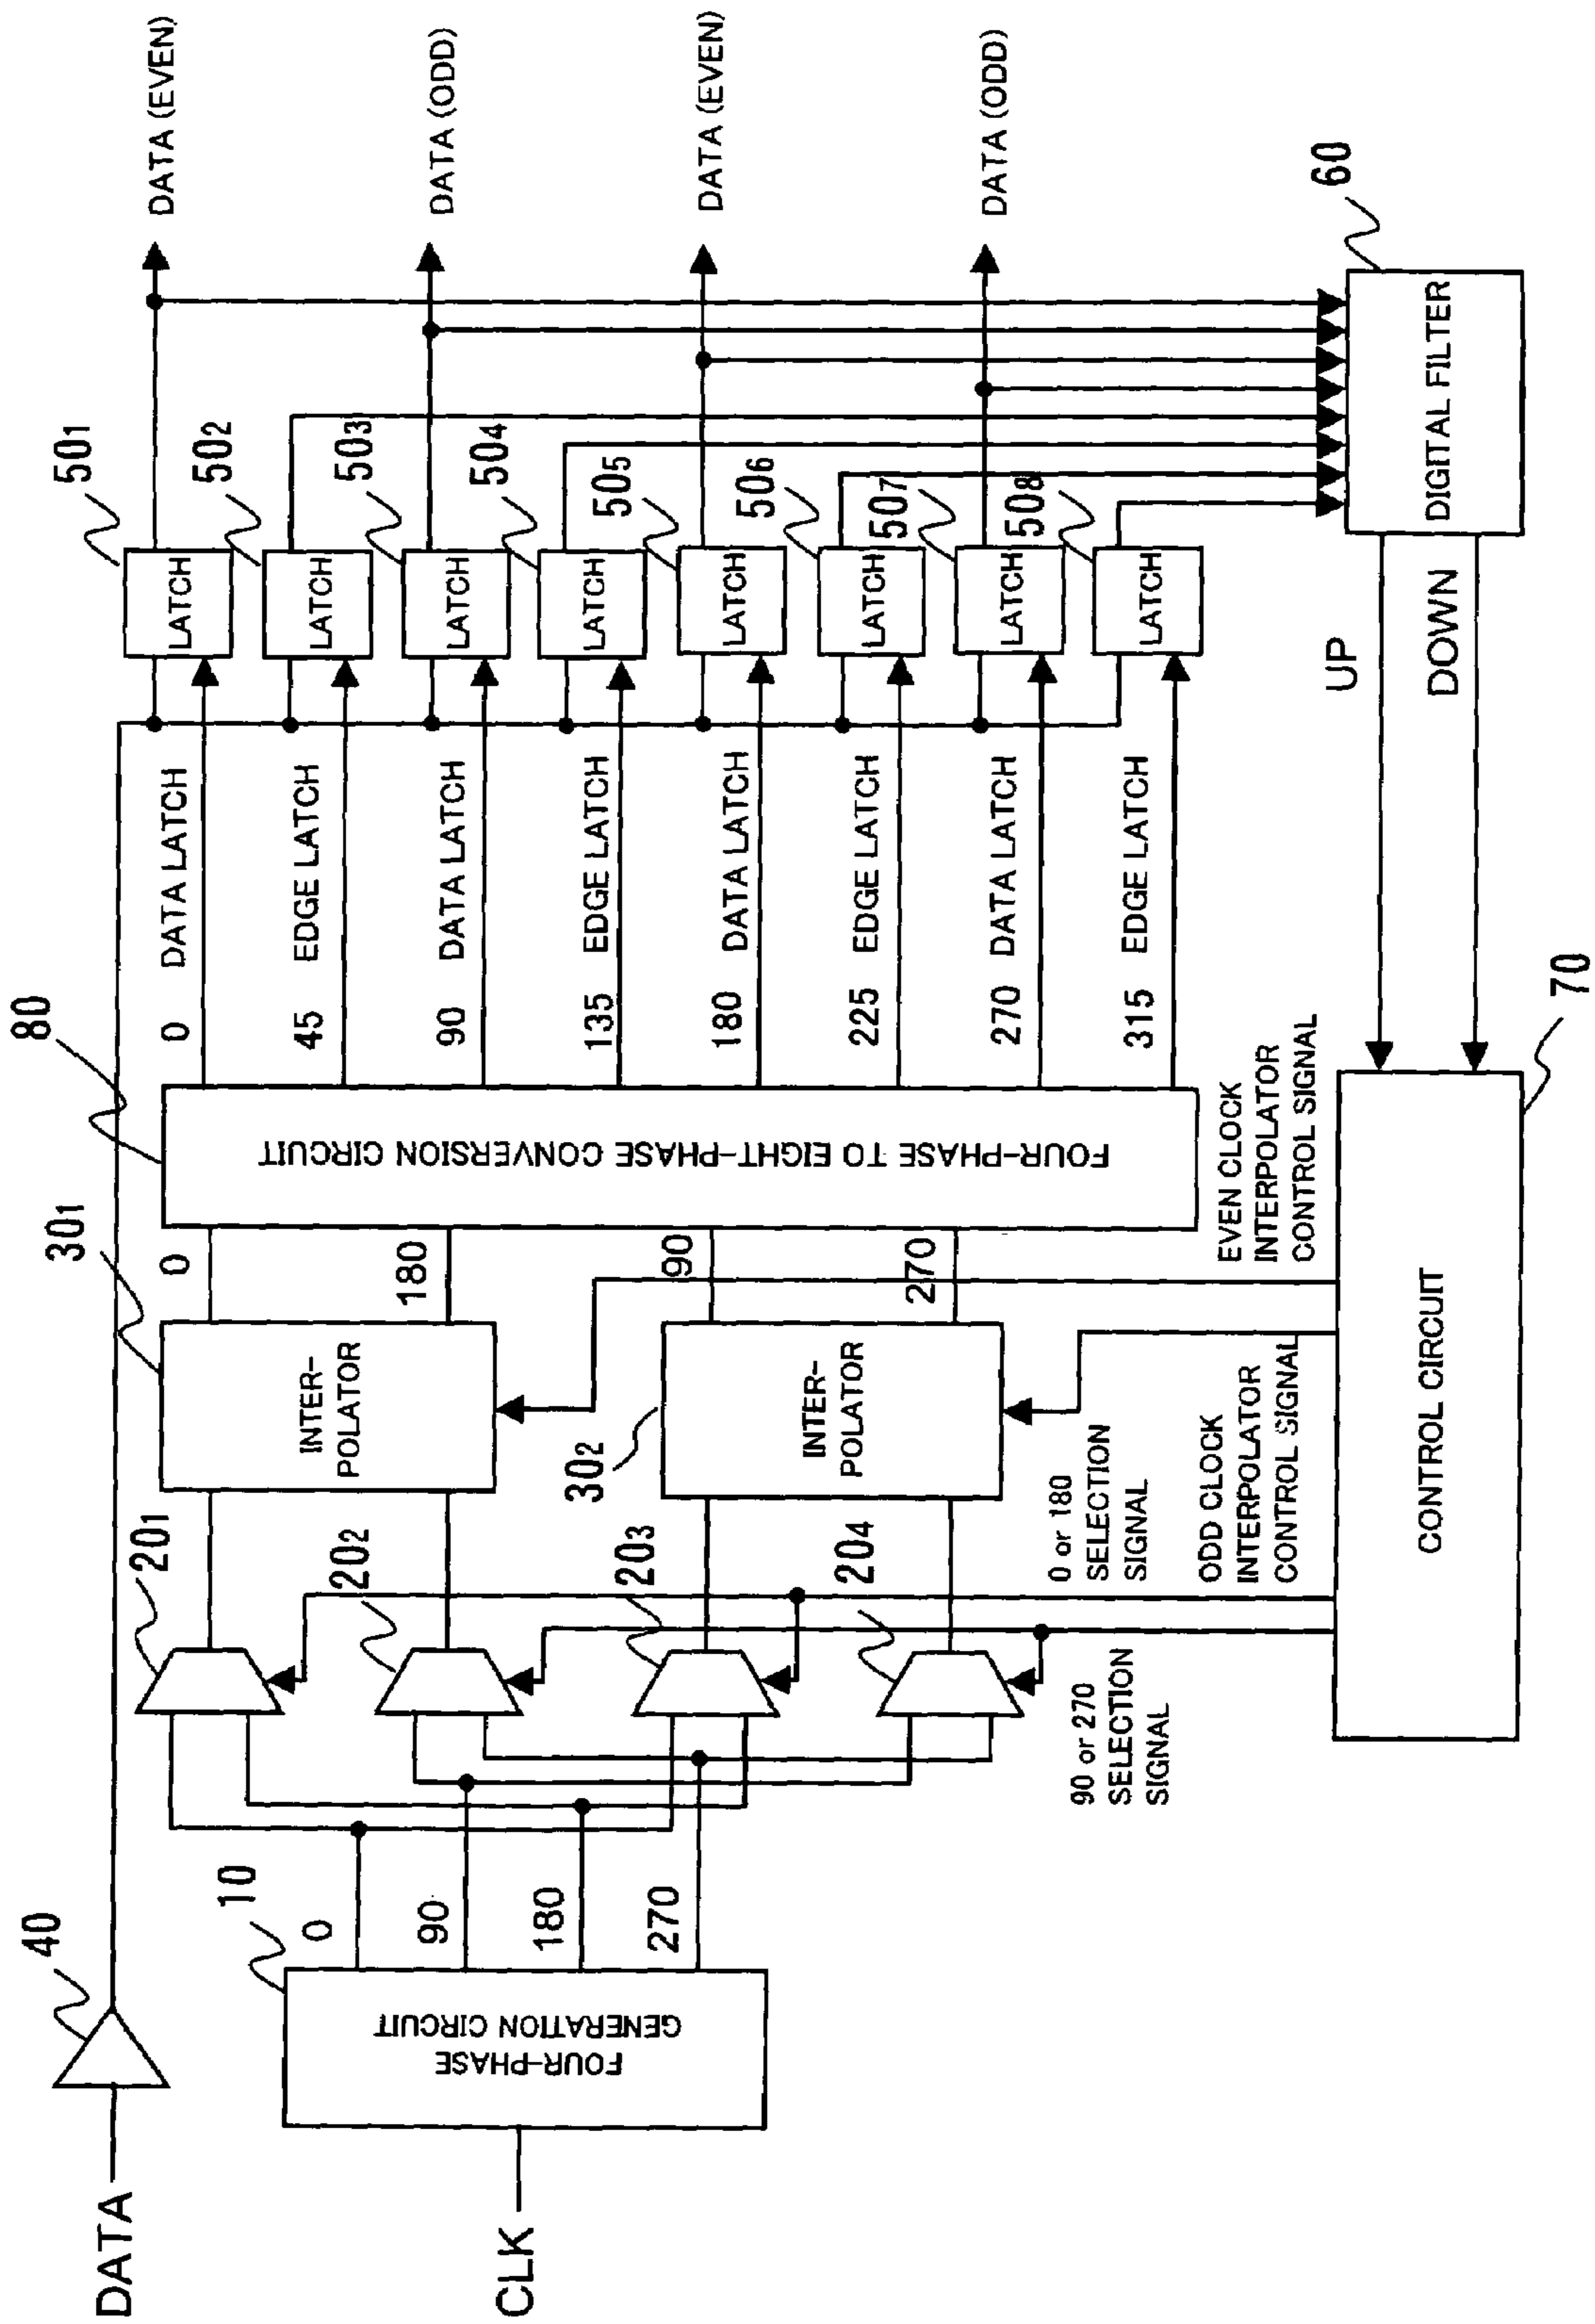 DATA
40
CLK
10
FOUR-PHASE
GENERATION CIRCUIT
0
90
180
270
201
202
203
204
90 or 270
SELECTION
SIGNAL
0 or 180
SELECTION
SIGNAL
301
INTER-
POLATOR
302
INTER-
POLATOR
ODD CLOCK
INTERPOLATOR
CONTROL SIGNAL
EVEN CLOCK
INTERPOLATOR
CONTROL SIGNAL
0
180
90
270
80
FOUR-PHASE TO EIGHT-PHASE CONVERSION CIRCUIT
0 DATA LATCH
45 EDGE LATCH
90 DATA LATCH
135 EDGE LATCH
180 DATA LATCH
225 EDGE LATCH
270 DATA LATCH
315 EDGE LATCH
501
LATCH
502
LATCH
503
LATCH
504
LATCH
505
LATCH
506
LATCH
507
LATCH
508
LATCH
DATA (EVEN)
DATA (ODD)
DATA (EVEN)
DATA (ODD)
CONTROL CIRCUIT
70
UP
DOWN
DIGITAL FILTER
60